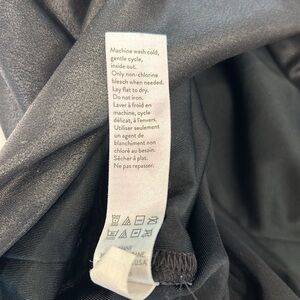 Machine wash cold,
gentle cycle,
inside out.
Only non-chlorine
bleach when needed.
Lay flat to dry.
Do not iron.
Laver à froid en
machine, cycle
délicat, à l'envers.
Utiliser seulement
un agent de
blanchiment non
chloré au besoin.
Sécher à plat.
Ne pas repasser.